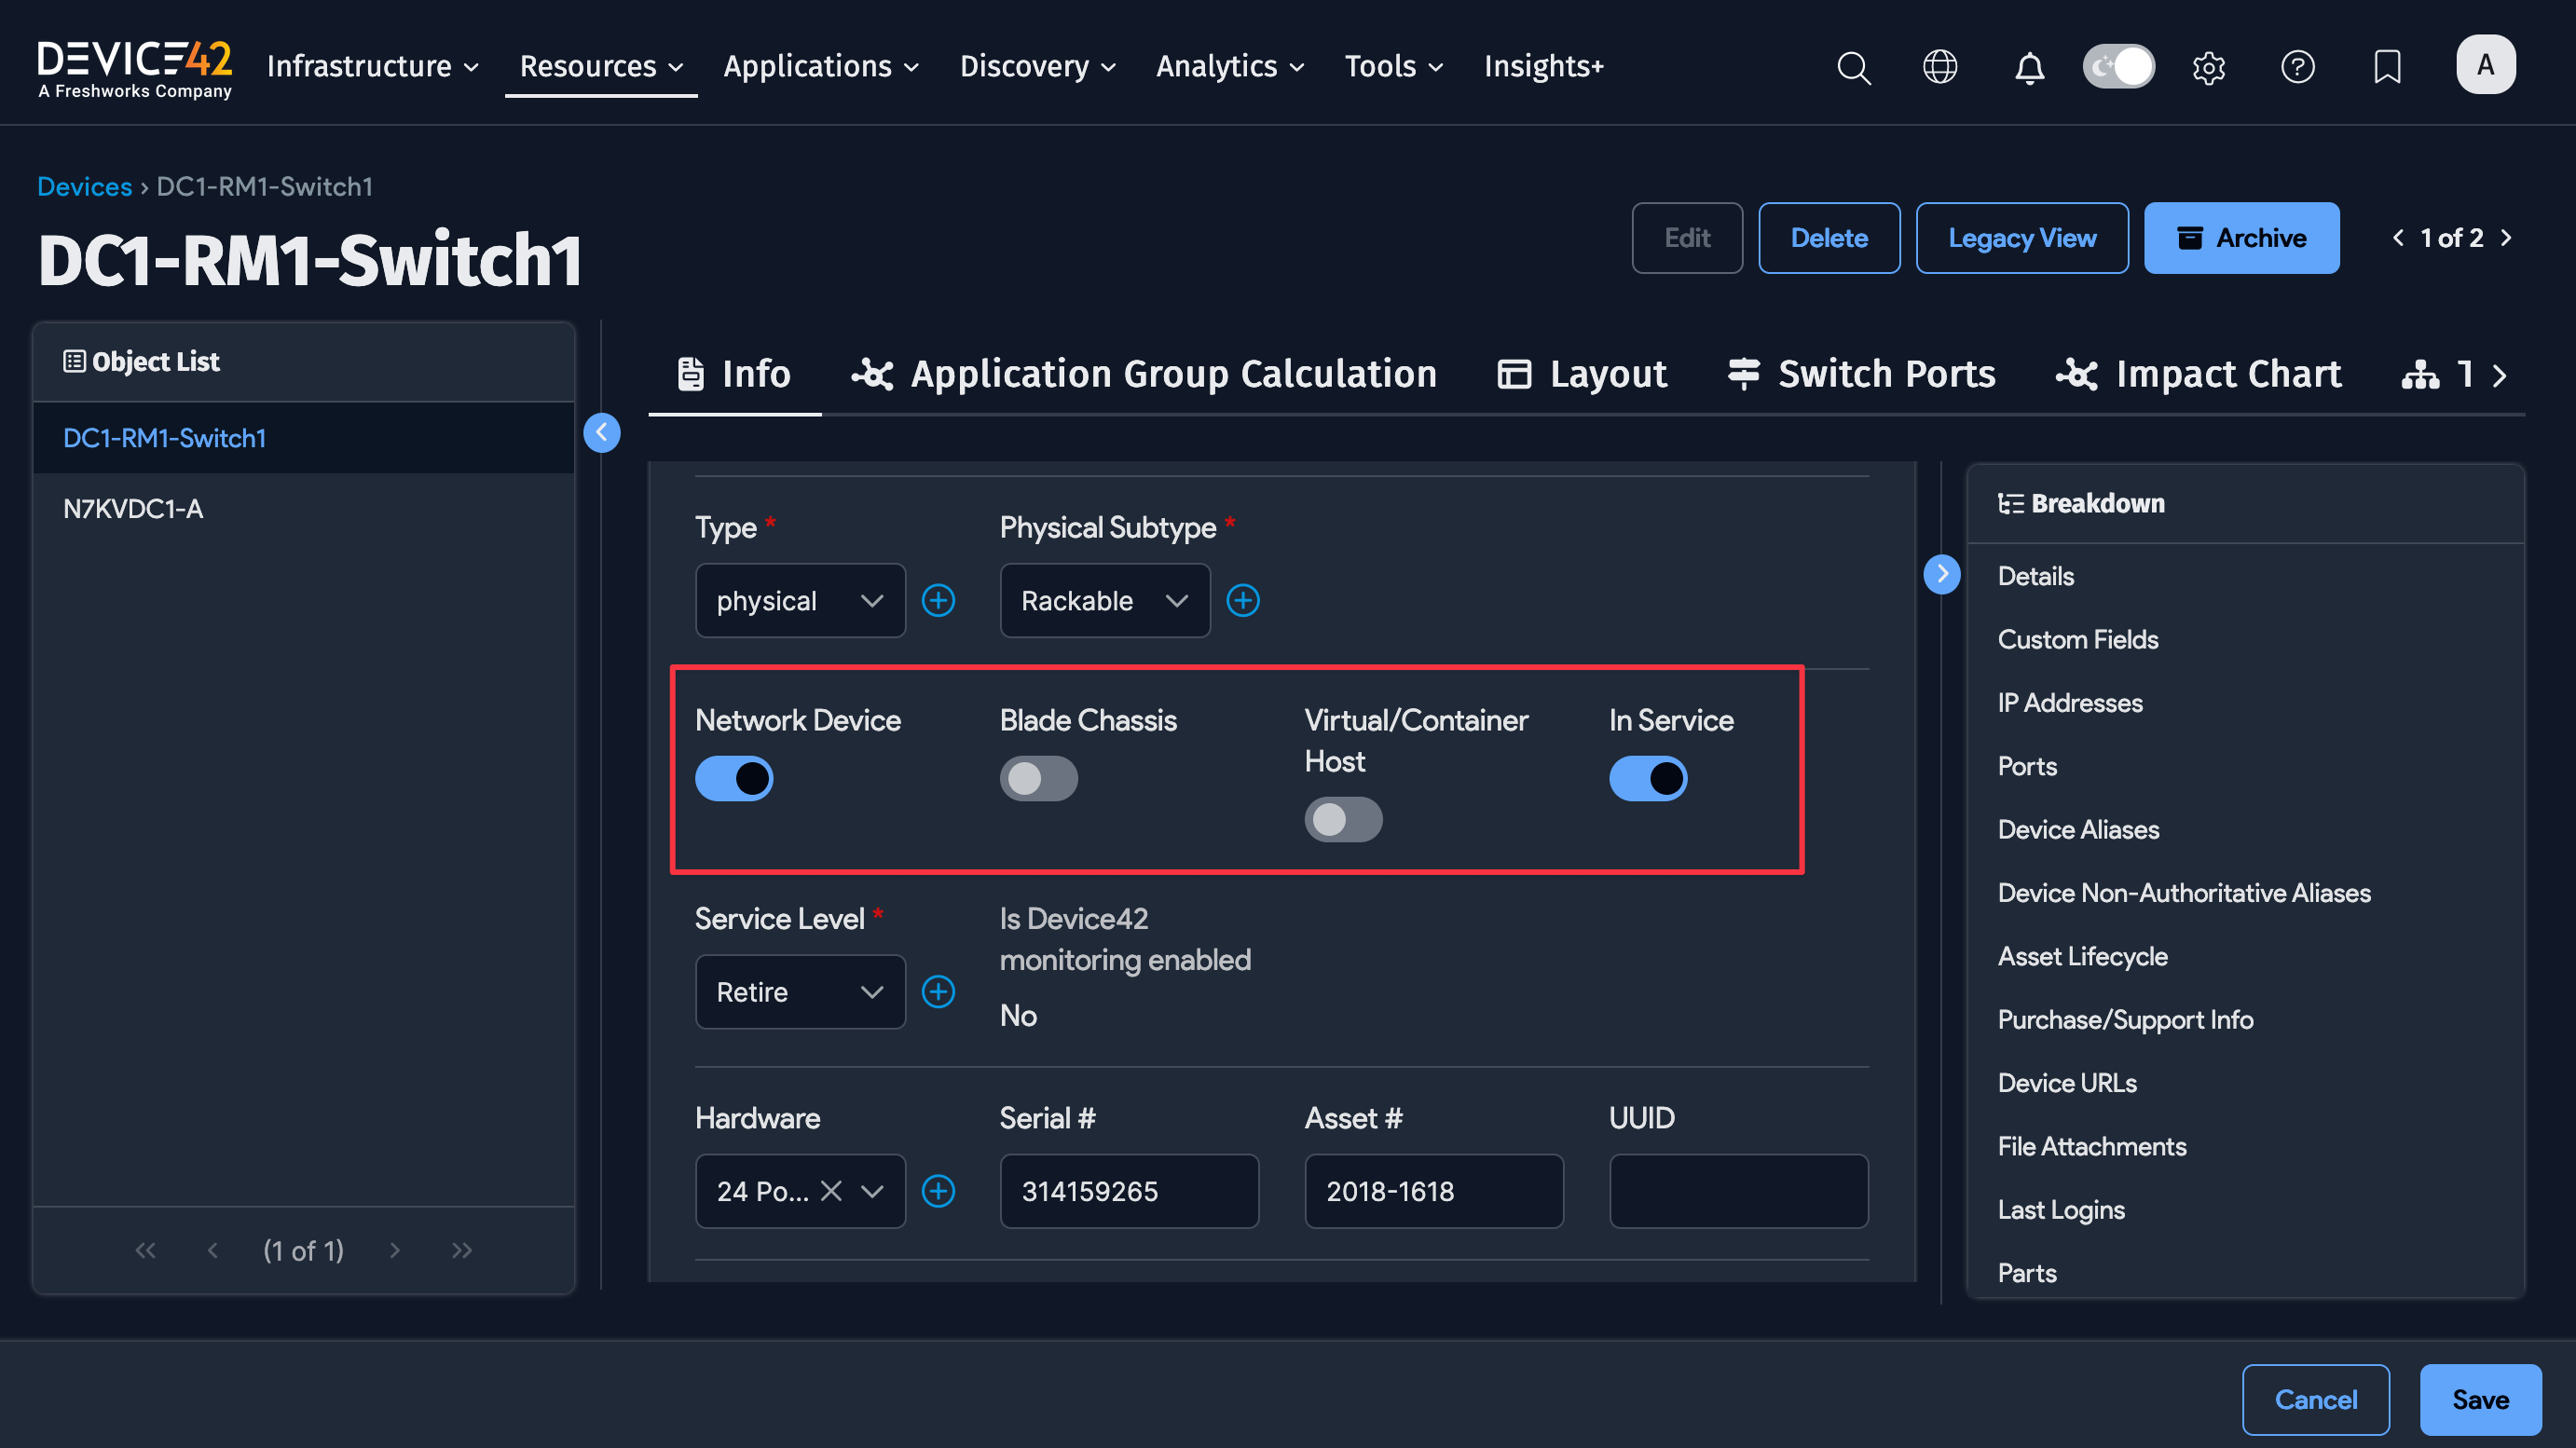 DEVICE42
A Freshworks Company
Infrastructure
Resources
Applications
Discovery
Analytics
Tools
Insights+
A
Devices › DC1-RM1-Switch1
DC1-RM1-Switch1
Edit
Delete
Legacy View
Archive
1 of 2
Object List
DC1-RM1-Switch1
N7KVDC1-A
(1 of 1)
Info
Application Group Calculation
Layout
Switch Ports
Impact Chart
Type *
Physical Subtype *
physical
Rackable
Network Device
Blade Chassis
Virtual/Container
Host
In Service
Service Level *
Is Device42
monitoring enabled
Retire
No
Hardware
Serial #
Asset #
UUID
24 Po...
314159265
2018-1618
Breakdown
Details
Custom Fields
IP Addresses
Ports
Device Aliases
Device Non-Authoritative Aliases
Asset Lifecycle
Purchase/Support Info
Device URLs
File Attachments
Last Logins
Parts
Cancel
Save